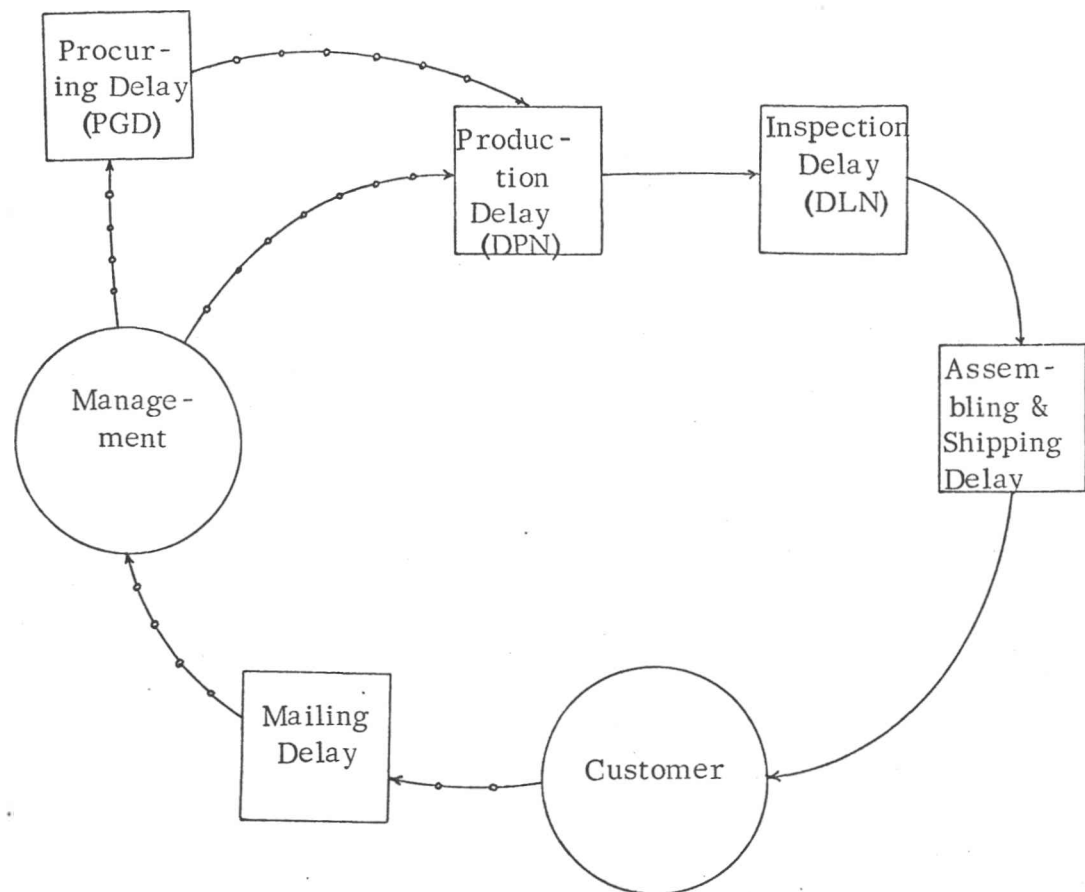 Procur-
ing Delay
(PGD)
Produc-
tion
Delay
(DPN)
Inspection
Delay
(DLN)
Assem-
bling &
Shipping
Delay
Manage-
ment
Mailing
Delay
Customer